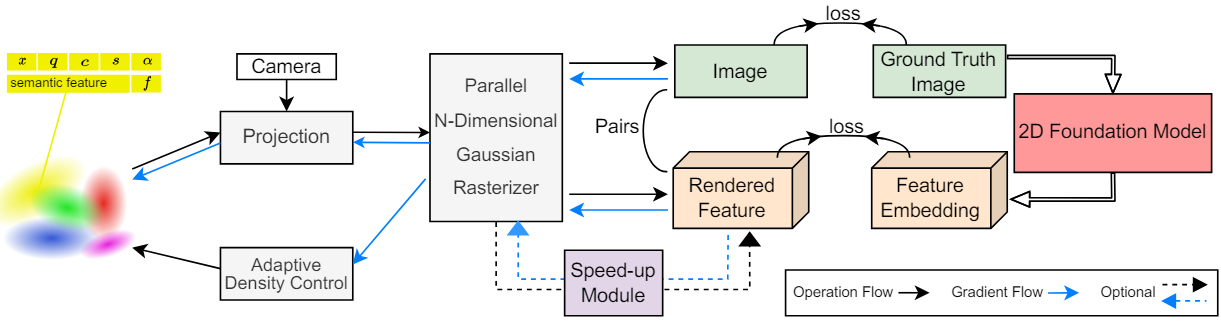 x q c s α
semantic feature f
Camera
Projection
Adaptive
Density Control
Parallel
N-Dimensional
Gaussian
Rasterizer
Image
loss
Ground Truth
Image
2D Foundation Model
Pairs
loss
Rendered
Feature
Feature
Embedding
Speed-up
Module
Operation Flow Gradient Flow Optional